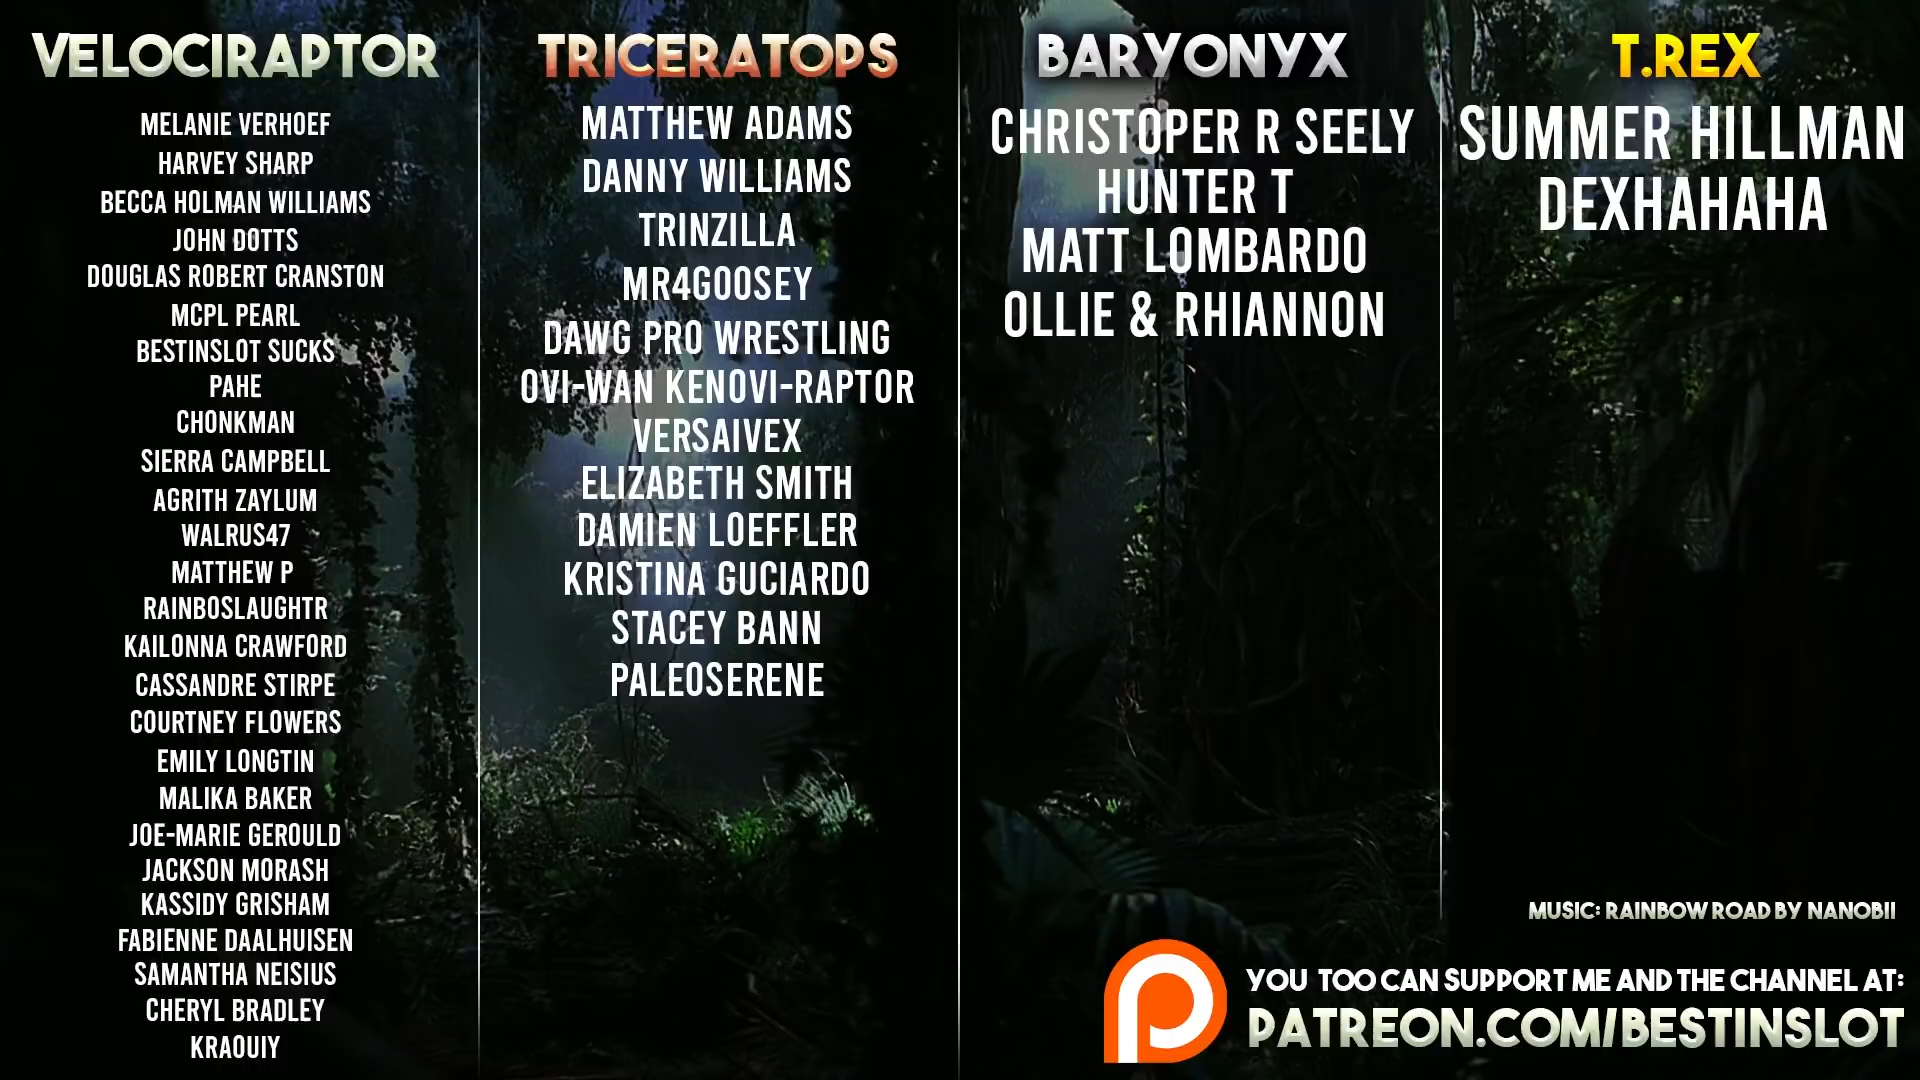 VELOCIRAPTOR
MELANIE VERHOEF
HARVEY SHARP
BECCA HOLMAN WILLIAMS
JOHN DOTTS
DOUGLAS ROBERT CRANSTON
MCPL PEARL
BESTINSLOT SUCKS
PAHE
CHONKMAN
SIERRA CAMPBELL
AGRITH ZAYLUM
WALRUS47
MATTHEW P
RAINBOSLAUGHTR
KAILONNA CRAWFORD
CASSANDRE STIRPE
COURTNEY FLOWERS
EMILY LONGTIN
MALIKA BAKER
JOE-MARIE GEROULD
JACKSON MORASH
KASSIDY GRISHAM
FABIENNE DAALHUISEN
SAMANTHA NEISIUS
CHERYL BRADLEY
KRAOUIY
TRICERATOPS
MATTHEW ADAMS
DANNY WILLIAMS
TRINZILLA
MR4GOOSEY
DAWG PRO WRESTLING
OVI-WAN KENOVI-RAPTOR
VERSAIVEX
ELIZABETH SMITH
DAMIEN LOEFFLER
KRISTINA GUCIARDO
STACEY BANN
PALEOSERENE
BARYONYX
CHRISTOPER R SEELY
HUNTER T
MATT LOMBARDO
OLLIE & RHIANNON
T.REX
SUMMER HILLMAN
DEXHAHAHA
MUSIC: RAINBOW ROAD BY NANOBII
YOU TOO CAN SUPPORT ME AND THE CHANNEL AT:
PATREON.COM/BESTINSLOT